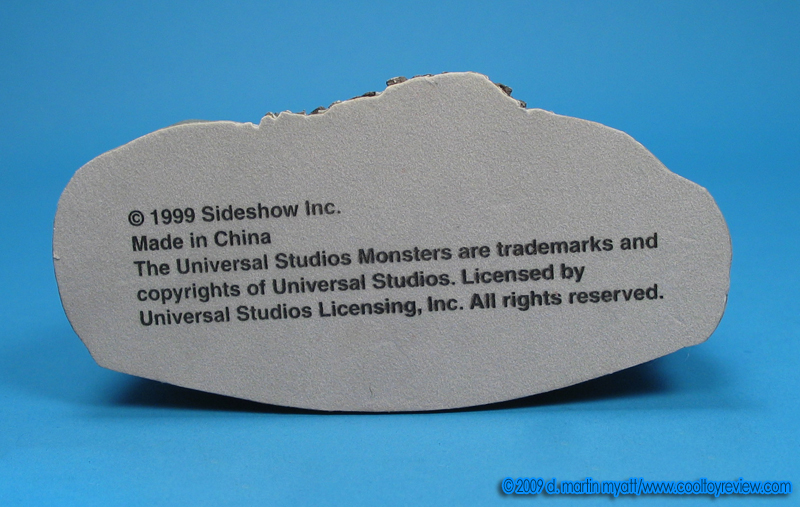 © 1999 Sideshow Inc.
Made in China
The Universal Studios Monsters are trademarks and
copyrights of Universal Studios. Licensed by
Universal Studios Licensing, Inc. All rights reserved.
©2009 d. martin myatt/www.cooltoyreview.com